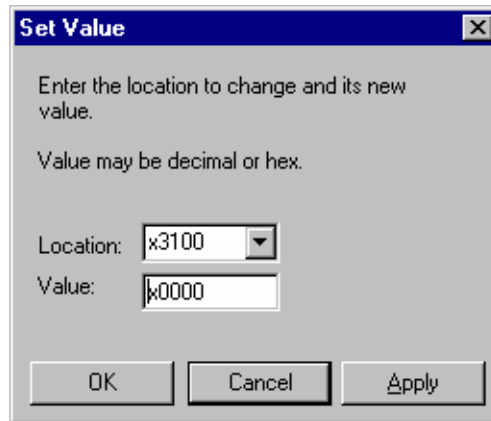 Set Value
Enter the location to change and its new
value.
Value may be decimal or hex.
Location: x3100
Value: x0000
OK Cancel Apply